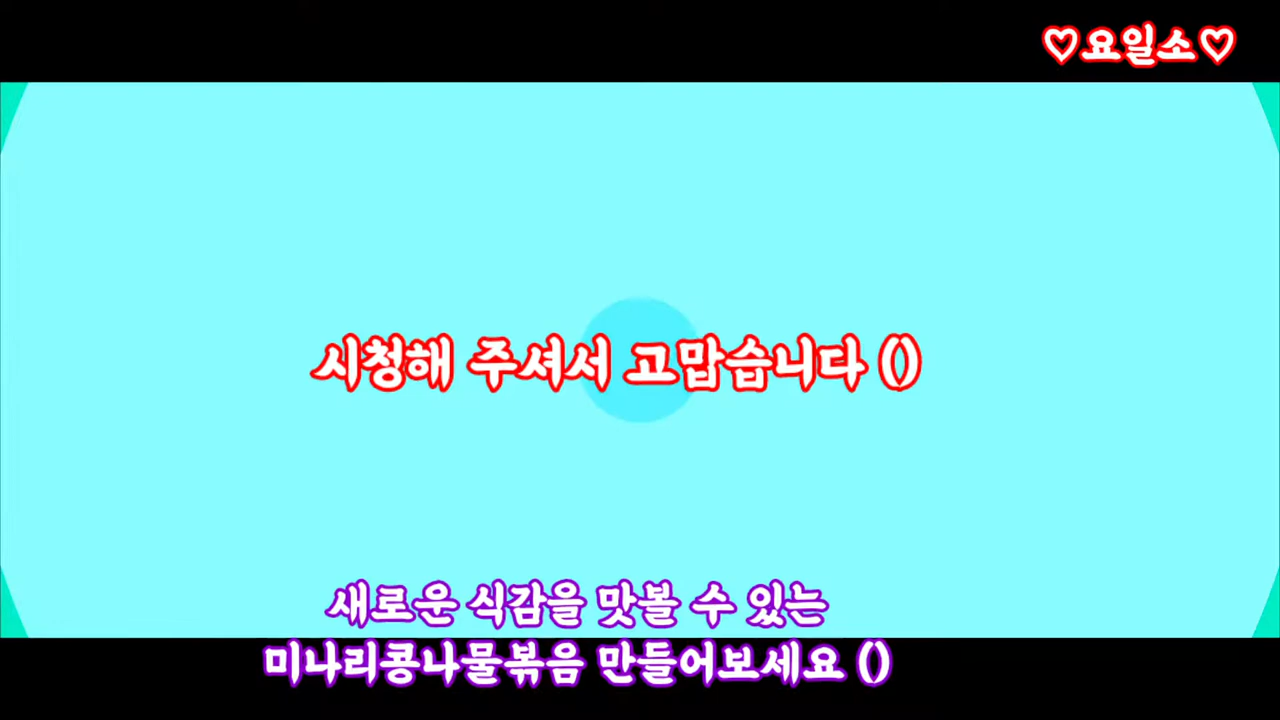 ♡요일소♡
시청해 주셔서 고맙습니다 ()
새로운 식감을 맛볼 수 있는
미나리콩나물볶음 만들어보세요 ()